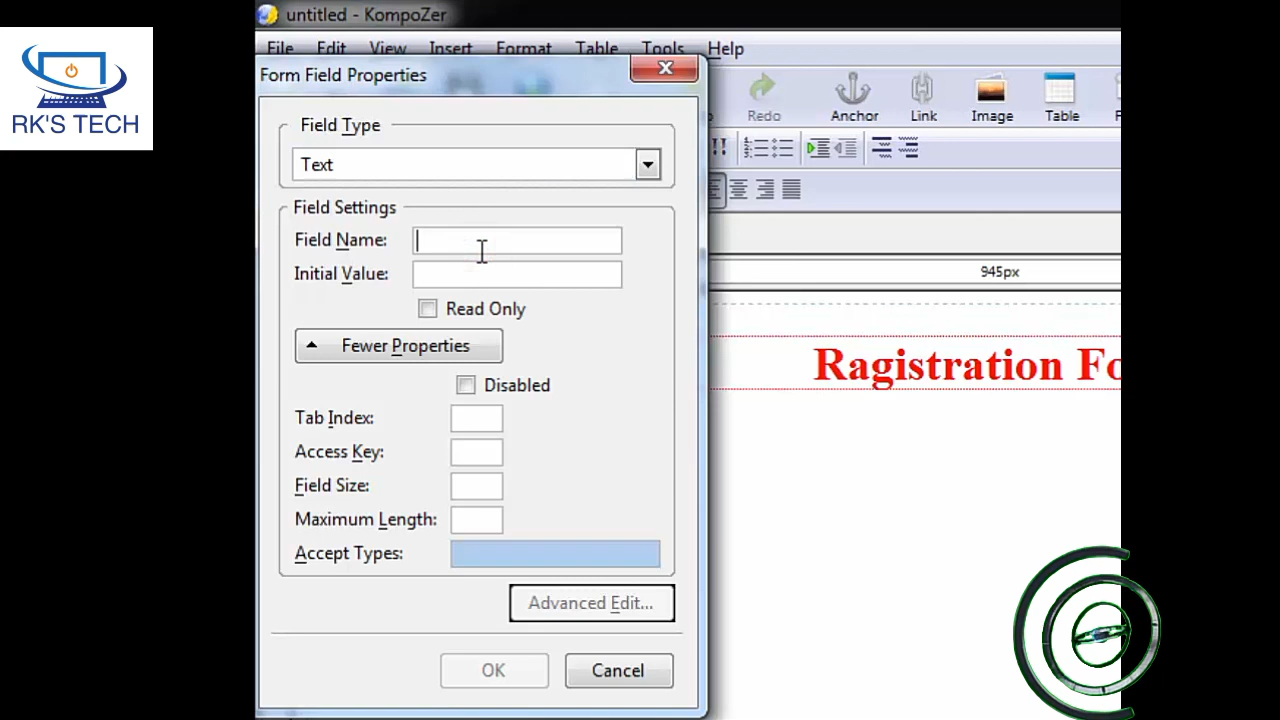 untitled - KompoZer
File Edit View Insert Format Table Tools Help
RK'S TECH
Form Field Properties
Redo Anchor Link Image Table
Field Type
Text
Field Settings
Field Name:
Initial Value:
945px
Read Only
Fewer Properties
Ragistration Fo
Disabled
Tab Index:
Access Key:
Field Size:
Maximum Length:
Accept Types:
Advanced Edit...
OK Cancel